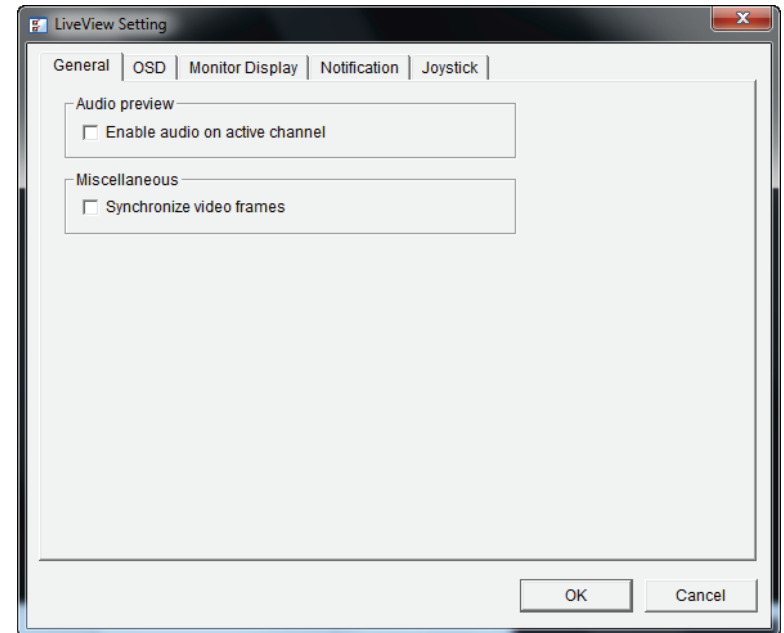 LiveView Setting
General OSD Monitor Display Notification Joystick
Audio preview
Enable audio on active channel
Miscellaneous
Synchronize video frames
OK Cancel